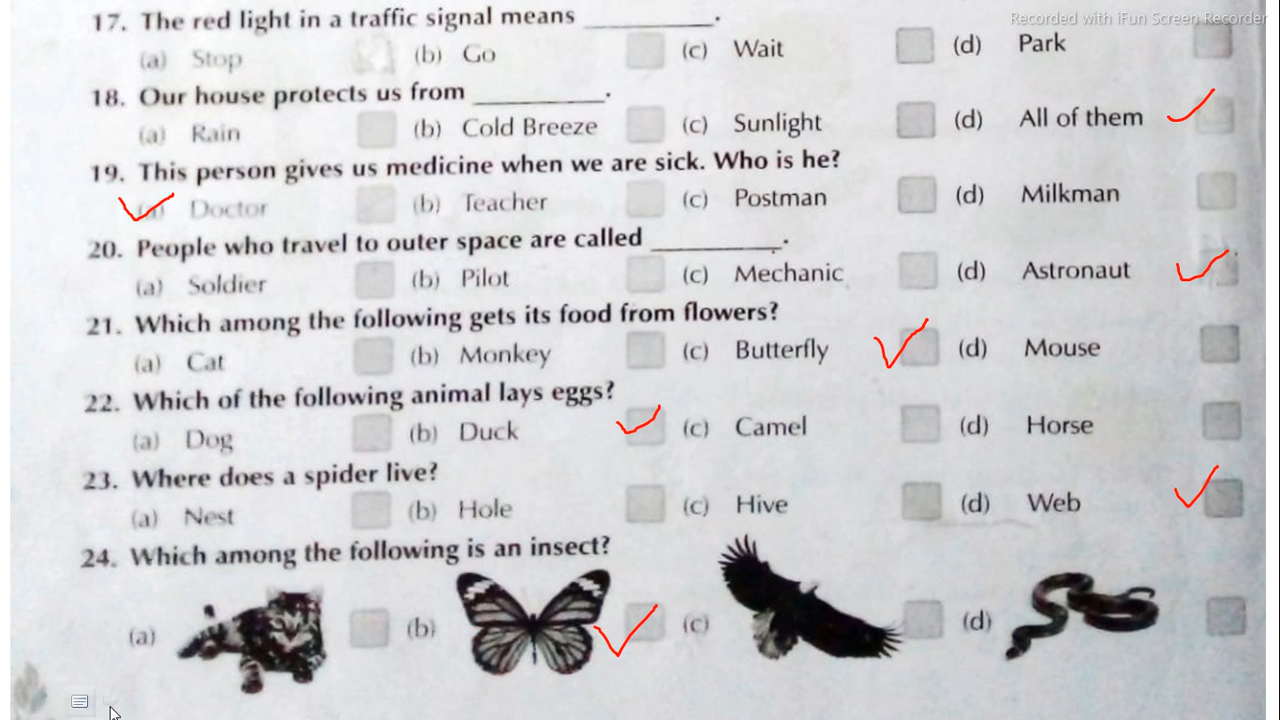 Recorded with iFun Screen Recorder
17. The red light in a traffic signal means __________.
(a) Stop (b) Go (c) Wait (d) Park
18. Our house protects us from __________.
(a) Rain (b) Cold Breeze (c) Sunlight (d) All of them
19. This person gives us medicine when we are sick. Who is he?
(a) Doctor (b) Teacher (c) Postman (d) Milkman
20. People who travel to outer space are called __________.
(a) Soldier (b) Pilot (c) Mechanic (d) Astronaut
21. Which among the following gets its food from flowers?
(a) Cat (b) Monkey (c) Butterfly (d) Mouse
22. Which of the following animal lays eggs?
(a) Dog (b) Duck (c) Camel (d) Horse
23. Where does a spider live?
(a) Nest (b) Hole (c) Hive (d) Web
24. Which among the following is an insect?
(a) (b) (c) (d)